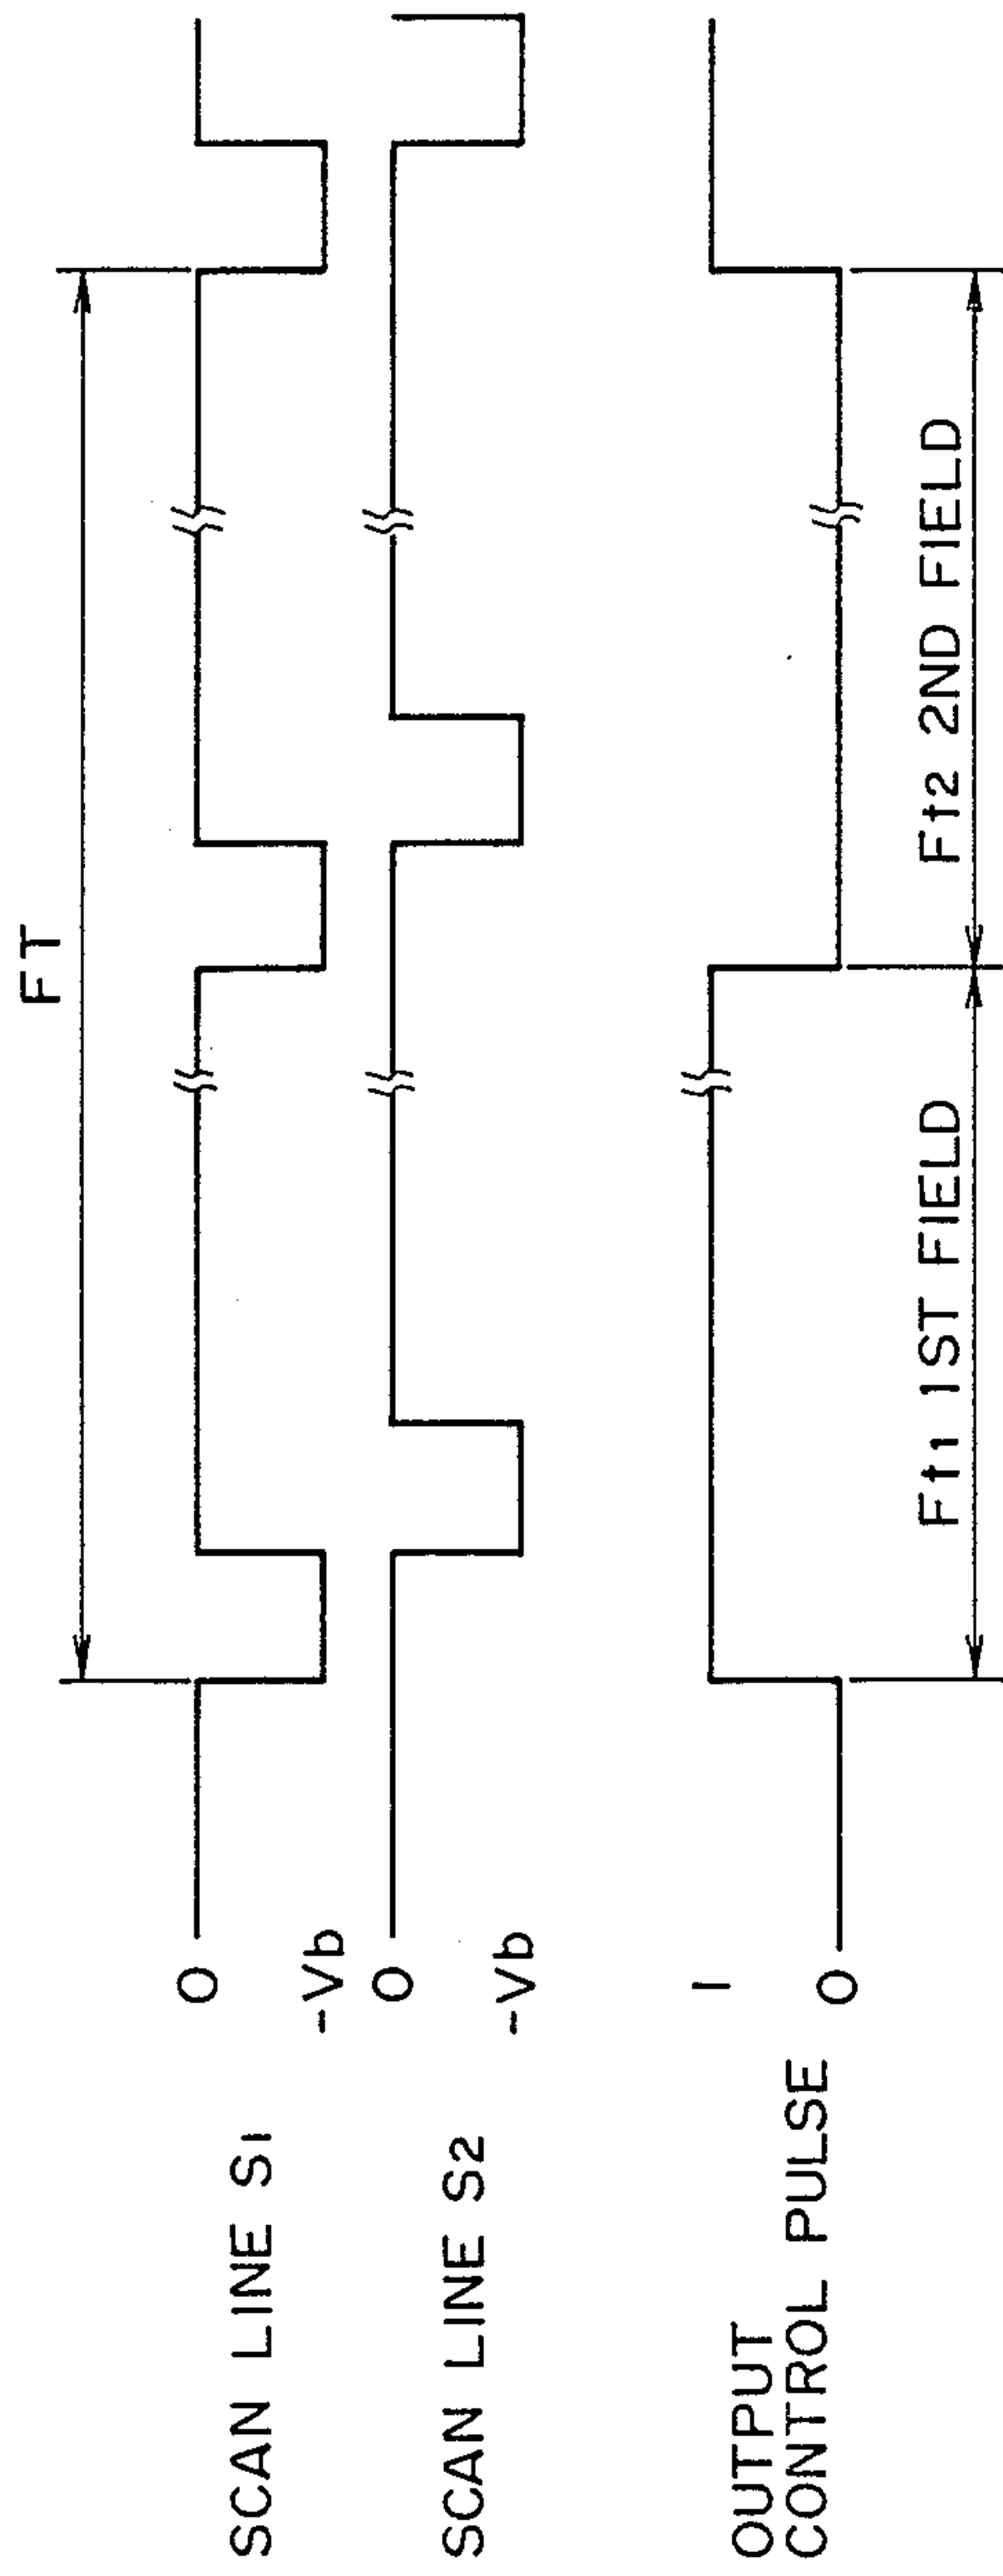 FT
SCAN LINE S1
0
-Vb
SCAN LINE S2
0
-Vb
OUTPUT
CONTROL PULSE
1
0
Ft1 1ST FIELD
Ft2 2ND FIELD